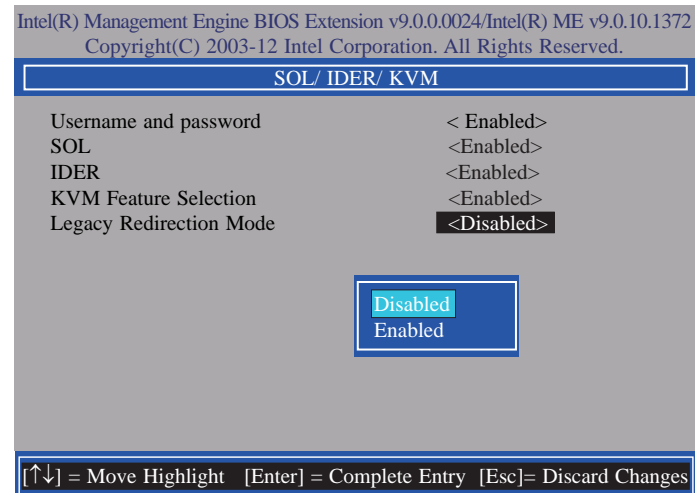 Intel(R) Management Engine BIOS Extension v9.0.0.0024/Intel(R) ME v9.0.10.1372
Copyright(C) 2003-12 Intel Corporation. All Rights Reserved.
SOL/ IDER/ KVM
Username and password < Enabled>
SOL <Enabled>
IDER <Enabled>
KVM Feature Selection <Enabled>
Legacy Redirection Mode <Disabled>
Disabled
Enabled
[↑↓] = Move Highlight [Enter] = Complete Entry [Esc]= Discard Changes